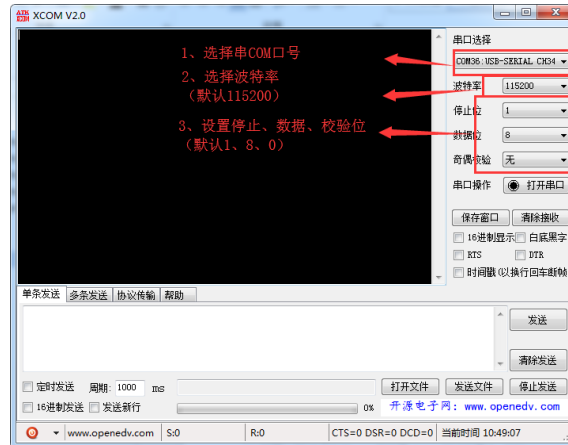 XCOM V2.0
串口选择
1、选择串COM口号
COM36:USB-SERIAL CH34
2、选择波特率
（默认115200）
波特率 115200
停止位 1
3、设置停止、数据、校验位
（默认1、8、0）
数据位 8
奇偶校验 无
串口操作 打开串口
保存窗口 清除接收
16进制显示 白底黑字
RTS DTR
时间戳(以换行回车断帧)
单条发送 多条发送 协议传输 帮助
发送
清除发送
定时发送 周期: 1000 ms 打开文件 发送文件 停止发送
16进制发送 发送新行 0% 开源电子网: www.openedv.com
www.openedv.com S:0 R:0 CTS=0 DSR=0 DCD=0 当前时间 10:49:07